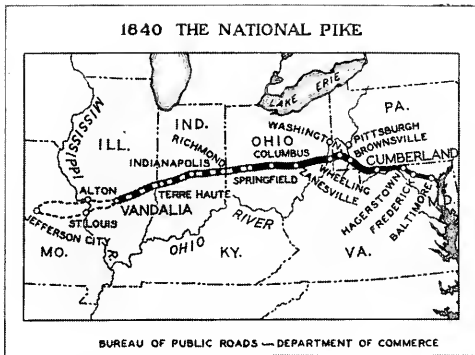 1840 THE NATIONAL PIKE
LAKE ERIE
PA.
MISSISSIPPI
IND.
ILL.
OHIO
WASHINGTON
PITTSBURGH
BROWNSVILLE
RICHMOND
INDIANAPOLIS
COLUMBUS
CUMBERLAND
ALTON
TERRE HAUTE
SPRINGFIELD
ZANESVILLE
WHEELING
HAGERSTOWN
FREDERICK
BALTIMORE
MD.
VANDALIA
ST. LOUIS
JEFFERSON CITY
R.
OHIO RIVER
MO.
KY.
VA.
BUREAU OF PUBLIC ROADS — DEPARTMENT OF COMMERCE